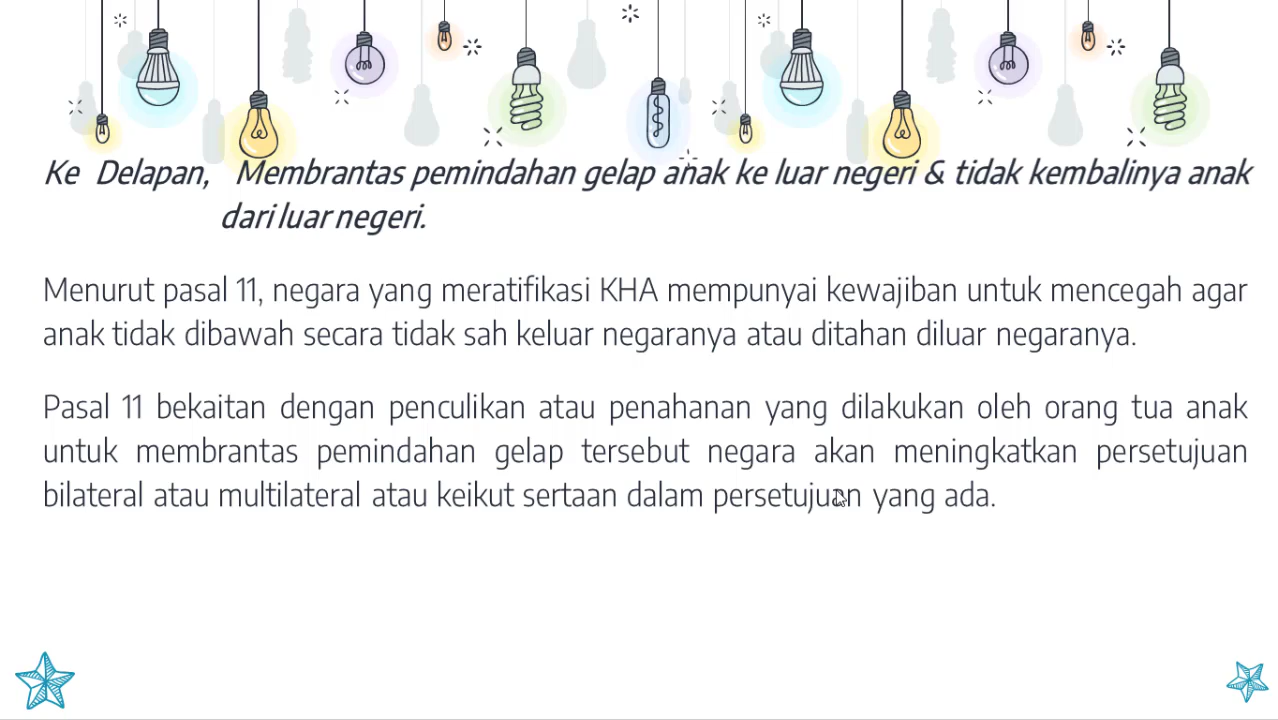 Ke Delapan, Membrantas pemindahan gelap anak ke luar negeri & tidak kembalinya anak
dari luar negeri.
Menurut pasal 11, negara yang meratifikasi KHA mempunyai kewajiban untuk mencegah agar
anak tidak dibawah secara tidak sah keluar negaranya atau ditahan diluar negaranya.
Pasal 11 bekaitan dengan penculikan atau penahanan yang dilakukan oleh orang tua anak
untuk membrantas pemindahan gelap tersebut negara akan meningkatkan persetujuan
bilateral atau multilateral atau keikut sertaan dalam persetujuan yang ada.